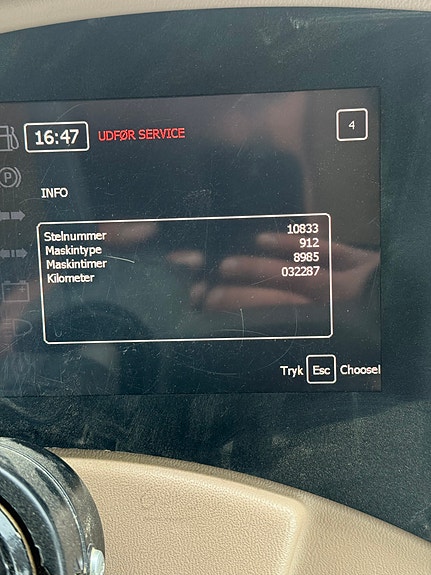 16:47 UDFØR SERVICE 4
INFO
Stelnummer 10833
Maskintype 912
Maskintimer 8985
Kilometer 032287
Tryk Esc Choosel